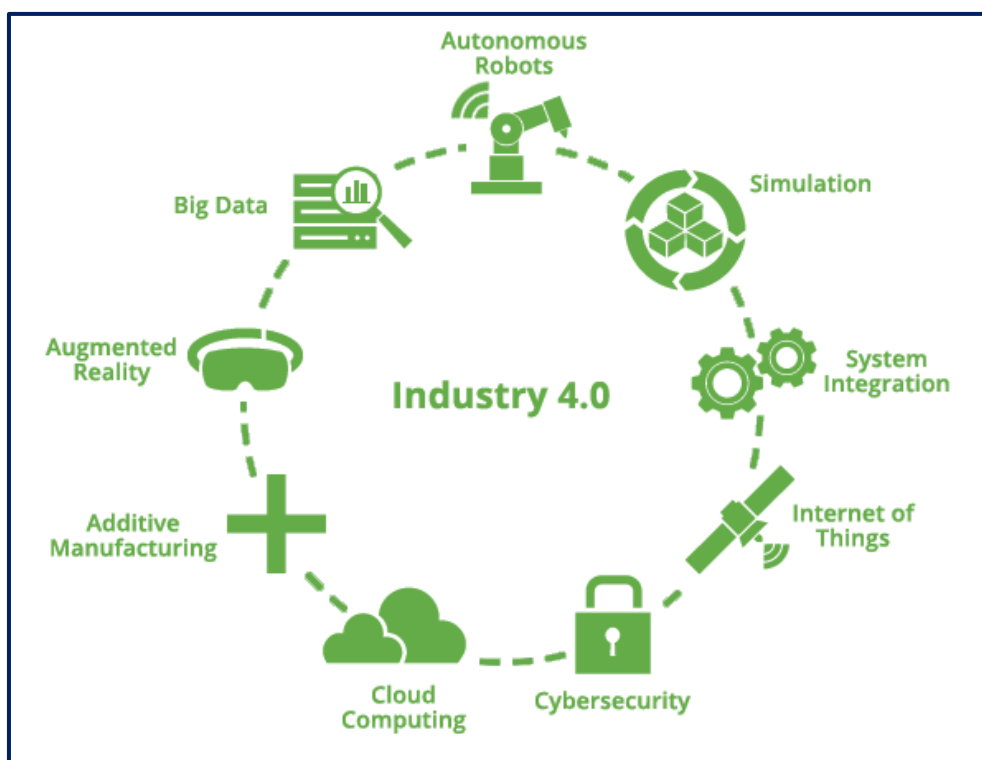 Autonomous
Robots
Simulation
Big Data
System
Integration
Augmented
Reality
Industry 4.0
Internet of
Things
Additive
Manufacturing
Cybersecurity
Cloud
Computing